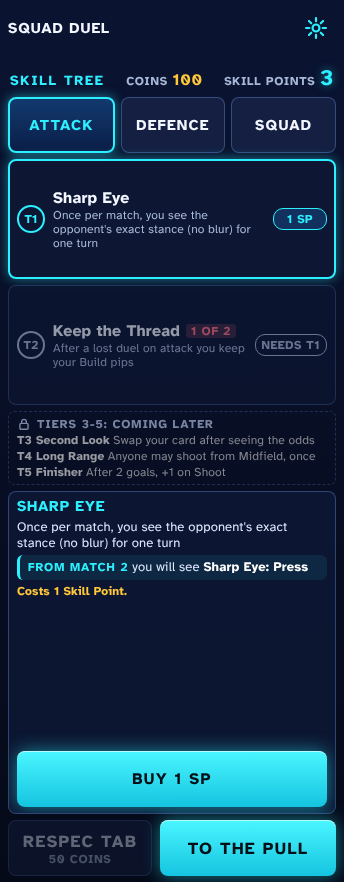 SQUAD DUEL
SKILL TREE COINS 100 SKILL POINTS 3
ATTACK DEFENCE SQUAD
T1 Sharp Eye
Once per match, you see the
opponent's exact stance (no blur) for
one turn
1 SP
T2 Keep the Thread 1 OF 2
After a lost duel on attack you keep
your Build pips
NEEDS T1
TIERS 3-5: COMING LATER
T3 Second Look Swap your card after seeing the odds
T4 Long Range Anyone may shoot from Midfield, once
T5 Finisher After 2 goals, +1 on Shoot
SHARP EYE
Once per match, you see the opponent's exact
stance (no blur) for one turn
FROM MATCH 2 you will see Sharp Eye: Press
Costs 1 Skill Point.
BUY 1 SP
RESPEC TAB
50 COINS
TO THE PULL